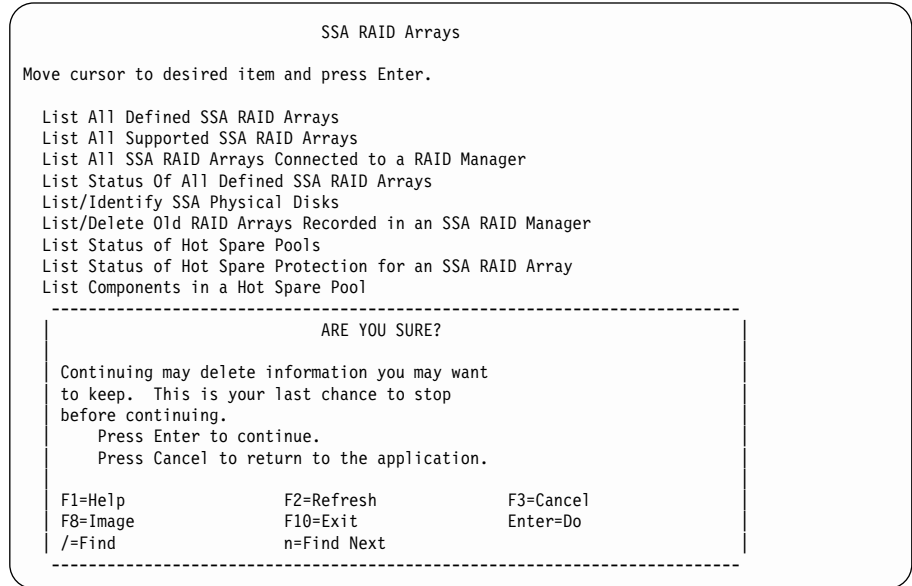 SSA RAID Arrays
Move cursor to desired item and press Enter.
List All Defined SSA RAID Arrays
List All Supported SSA RAID Arrays
List All SSA RAID Arrays Connected to a RAID Manager
List Status Of All Defined SSA RAID Arrays
List/Identify SSA Physical Disks
List/Delete Old RAID Arrays Recorded in an SSA RAID Manager
List Status of Hot Spare Pools
List Status of Hot Spare Protection for an SSA RAID Array
List Components in a Hot Spare Pool
ARE YOU SURE?
Continuing may delete information you may want
to keep.  This is your last chance to stop
before continuing.
Press Enter to continue.
Press Cancel to return to the application.
F1=Help F2=Refresh F3=Cancel
F8=Image F10=Exit Enter=Do
/=Find n=Find Next